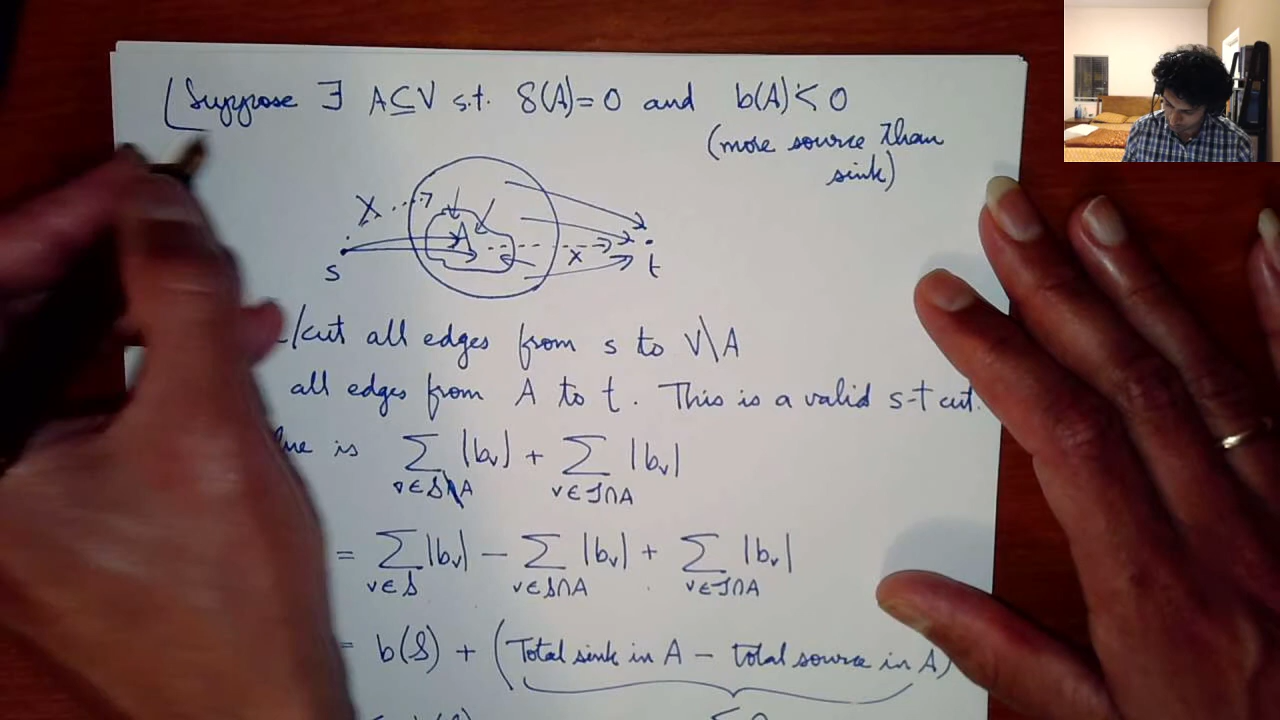 Suppose ∃ A⊆V s.t. δ(A)=0 and b(A)<0
(more source than
sink)
X
A
x
s
t
/cut all edges from s to V\A
all edges from A to t. This is a valid s-t cut.
is ∑ |bᵥ| + ∑ |bᵥ|
v∈S\A v∈T∩A
= ∑ |bᵥ| − ∑ |bᵥ| + ∑ |bᵥ|
v∈S v∈S∩A v∈T∩A
= b(S) + (Total sink in A − total source in A)